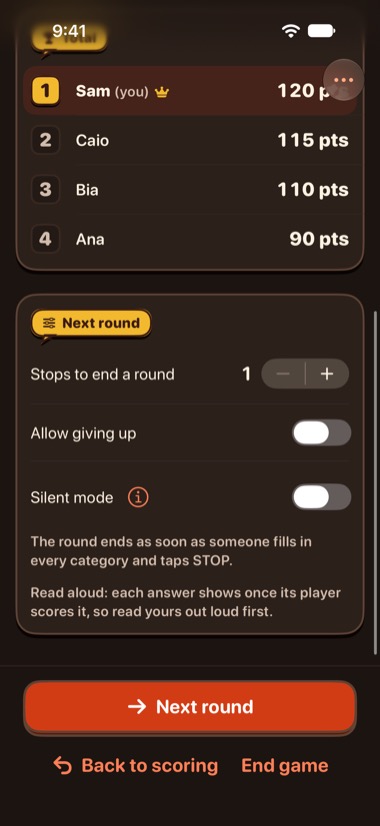 9:41
Total
1 Sam (you) 120 pts
2 Caio 115 pts
3 Bia 110 pts
4 Ana 90 pts
Next round
Stops to end a round 1 − +
Allow giving up
Silent mode
The round ends as soon as someone fills in
every category and taps STOP.
Read aloud: each answer shows once its player
scores it, so read yours out loud first.
Next round
Back to scoring End game